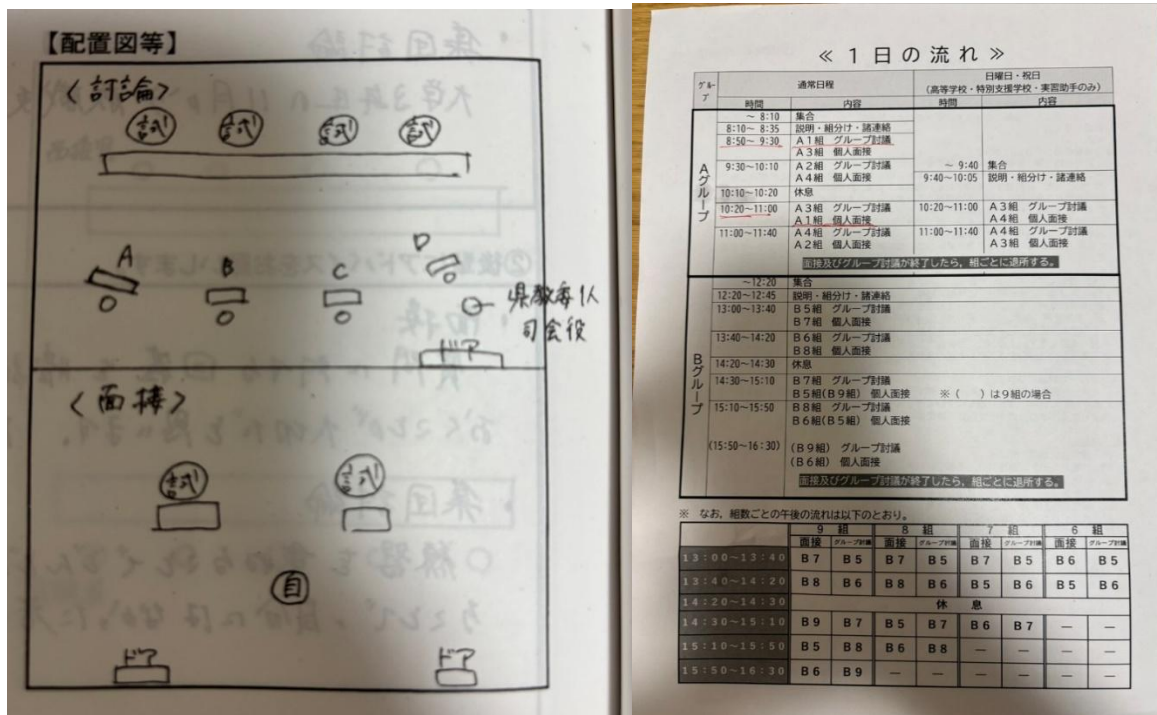 【配置図等】
〈討論〉
試 試 試 試
A B C D
県教委1人
司会役
ドア
〈面接〉
試 試
自
ドア ドア
≪ 1日の流れ ≫
グループ 通常日程 日曜日・祝日
(高等学校・特別支援学校・実習助手のみ)
時間 内容 時間 内容
Aグループ
~ 8:10 集合
8:10~ 8:35 説明・組分け・諸連絡
8:50~ 9:30 A1組 グループ討議
A3組 個人面接
9:30~10:10 A2組 グループ討議 ~ 9:40 集合
A4組 個人面接 9:40~10:05 説明・組分け・諸連絡
10:10~10:20 休息
10:20~11:00 A3組 グループ討議 10:20~11:00 A3組 グループ討議
A1組 個人面接 A4組 個人面接
11:00~11:40 A4組 グループ討議 11:00~11:40 A4組 グループ討議
A2組 個人面接 A3組 個人面接
面接及びグループ討議が終了したら、組ごとに退所する。
Bグループ
~12:20 集合
12:20~12:45 説明・組分け・諸連絡
13:00~13:40 B5組 グループ討議
B7組 個人面接
13:40~14:20 B6組 グループ討議
B8組 個人面接
14:20~14:30 休息
14:30~15:10 B7組 グループ討議
B5組(B9組) 個人面接 ※( )は9組の場合
15:10~15:50 B8組 グループ討議
B6組(B5組) 個人面接
(15:50~16:30) (B9組) グループ討議
(B6組) 個人面接
面接及びグループ討議が終了したら、組ごとに退所する。
※ なお、組数ごとの午後の流れは以下のとおり。
9 組 8 組 7 組 6 組
面接 グループ討議 面接 グループ討議 面接 グループ討議 面接 グループ討議
13:00~13:40 B7 B5 B7 B5 B7 B5 B6 B5
13:40~14:20 B8 B6 B8 B6 B5 B6 B5 B6
14:20~14:30 休 息
14:30~15:10 B9 B7 B5 B7 B6 B7 — —
15:10~15:50 B5 B8 B6 B8 — — — —
15:50~16:30 B6 B9 — — — — — —